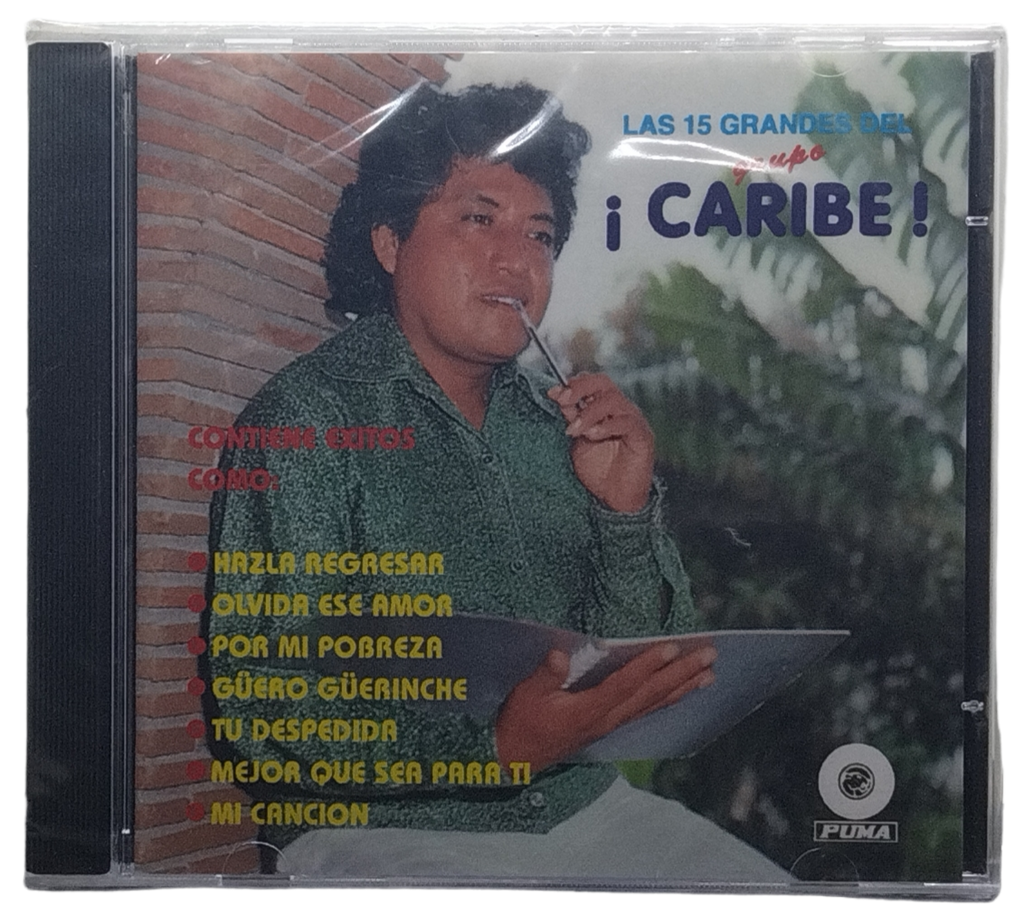 LAS 15 GRANDES DEL
grupo
¡ CARIBE !
CONTIENE EXITOS
COMO:
• HAZLA REGRESAR
• OLVIDA ESE AMOR
• POR MI POBREZA
• GÜERO GÜERINCHE
• TU DESPEDIDA
• MEJOR QUE SEA PARA TI
• MI CANCION
PUMA